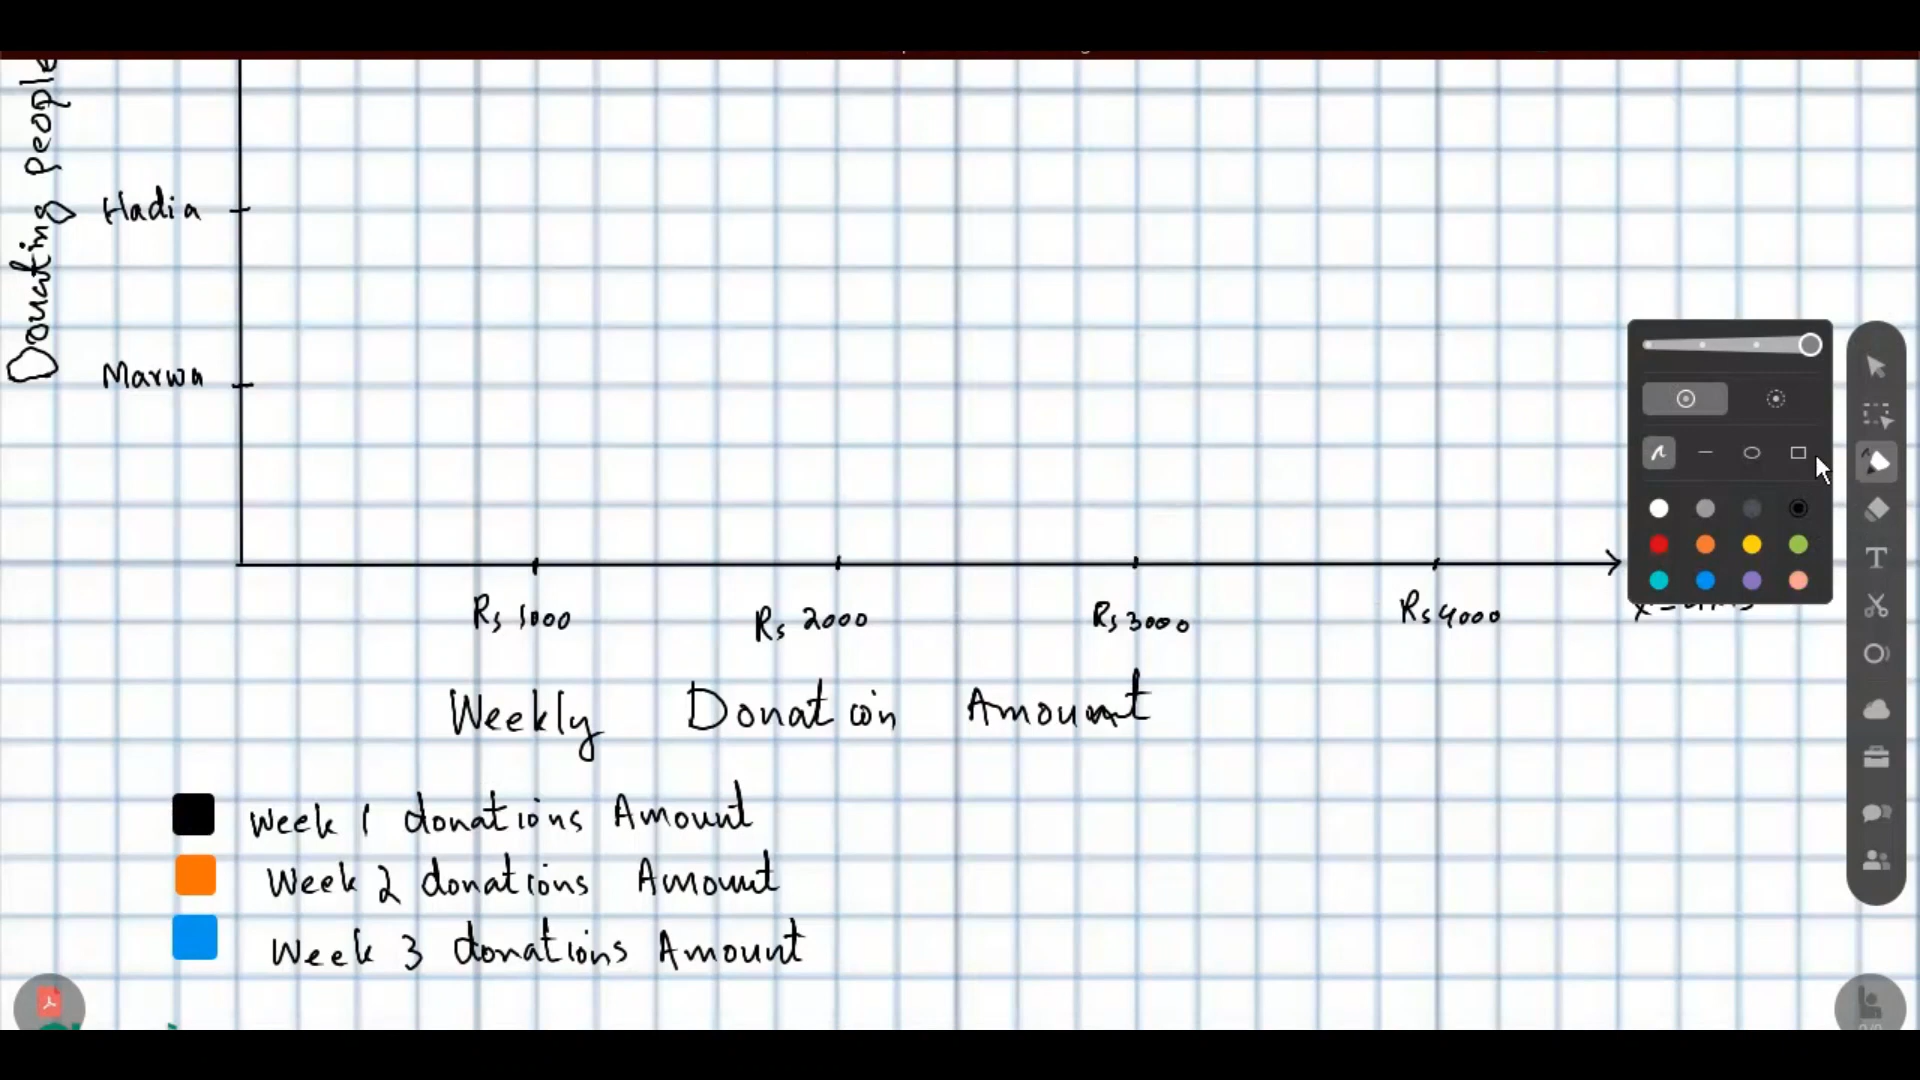 Donating people
Hadia
Marwa
Rs 1000 Rs 2000 Rs 3000 Rs 4000
Weekly Donation Amount
Week 1 donations Amount
Week 2 donations Amount
Week 3 donations Amount
T